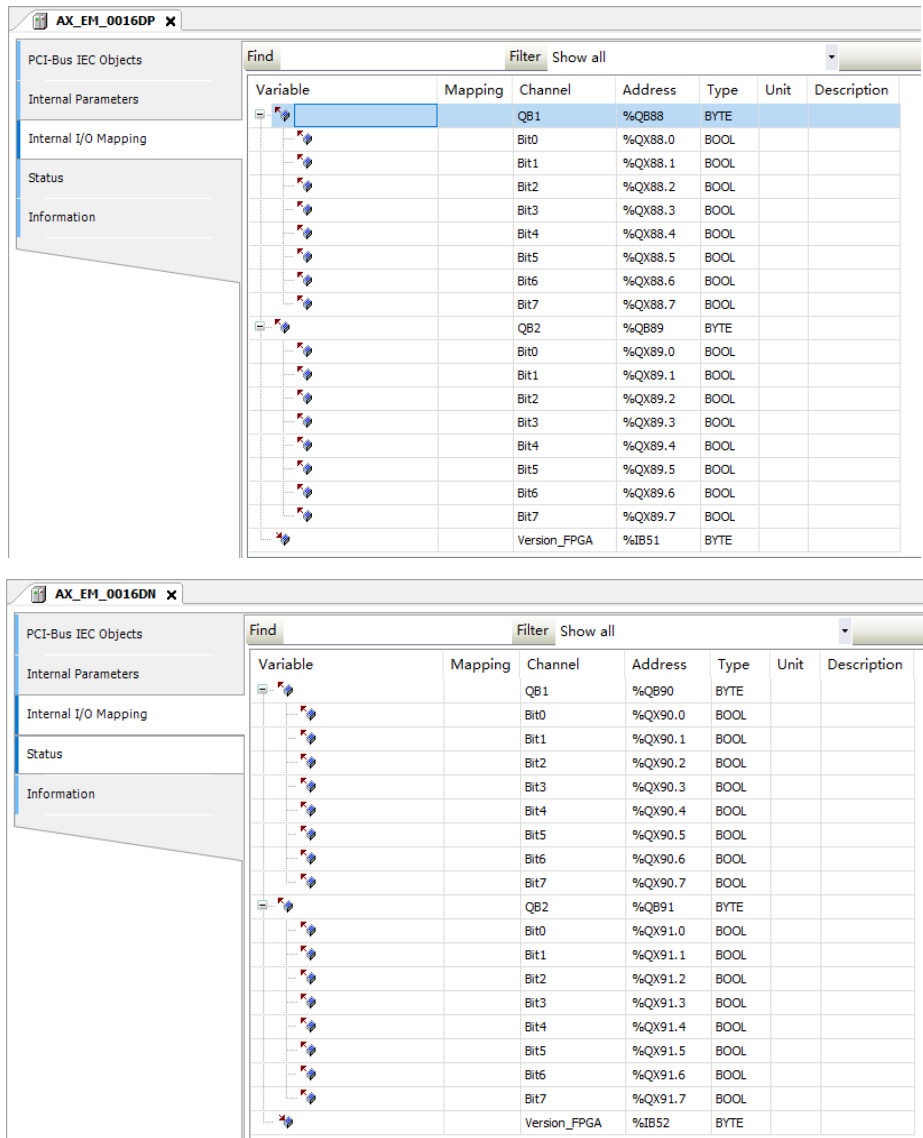 AX_EM_0016DP
PCI-Bus IEC Objects
Internal Parameters
Internal I/O Mapping
Status
Information
Find Filter Show all
Variable Mapping Channel Address Type Unit Description
QB1 %QB88 BYTE
Bit0 %QX88.0 BOOL
Bit1 %QX88.1 BOOL
Bit2 %QX88.2 BOOL
Bit3 %QX88.3 BOOL
Bit4 %QX88.4 BOOL
Bit5 %QX88.5 BOOL
Bit6 %QX88.6 BOOL
Bit7 %QX88.7 BOOL
QB2 %QB89 BYTE
Bit0 %QX89.0 BOOL
Bit1 %QX89.1 BOOL
Bit2 %QX89.2 BOOL
Bit3 %QX89.3 BOOL
Bit4 %QX89.4 BOOL
Bit5 %QX89.5 BOOL
Bit6 %QX89.6 BOOL
Bit7 %QX89.7 BOOL
Version_FPGA %IB51 BYTE
AX_EM_0016DN
PCI-Bus IEC Objects
Internal Parameters
Internal I/O Mapping
Status
Information
Find Filter Show all
Variable Mapping Channel Address Type Unit Description
QB1 %QB90 BYTE
Bit0 %QX90.0 BOOL
Bit1 %QX90.1 BOOL
Bit2 %QX90.2 BOOL
Bit3 %QX90.3 BOOL
Bit4 %QX90.4 BOOL
Bit5 %QX90.5 BOOL
Bit6 %QX90.6 BOOL
Bit7 %QX90.7 BOOL
QB2 %QB91 BYTE
Bit0 %QX91.0 BOOL
Bit1 %QX91.1 BOOL
Bit2 %QX91.2 BOOL
Bit3 %QX91.3 BOOL
Bit4 %QX91.4 BOOL
Bit5 %QX91.5 BOOL
Bit6 %QX91.6 BOOL
Bit7 %QX91.7 BOOL
Version_FPGA %IB52 BYTE